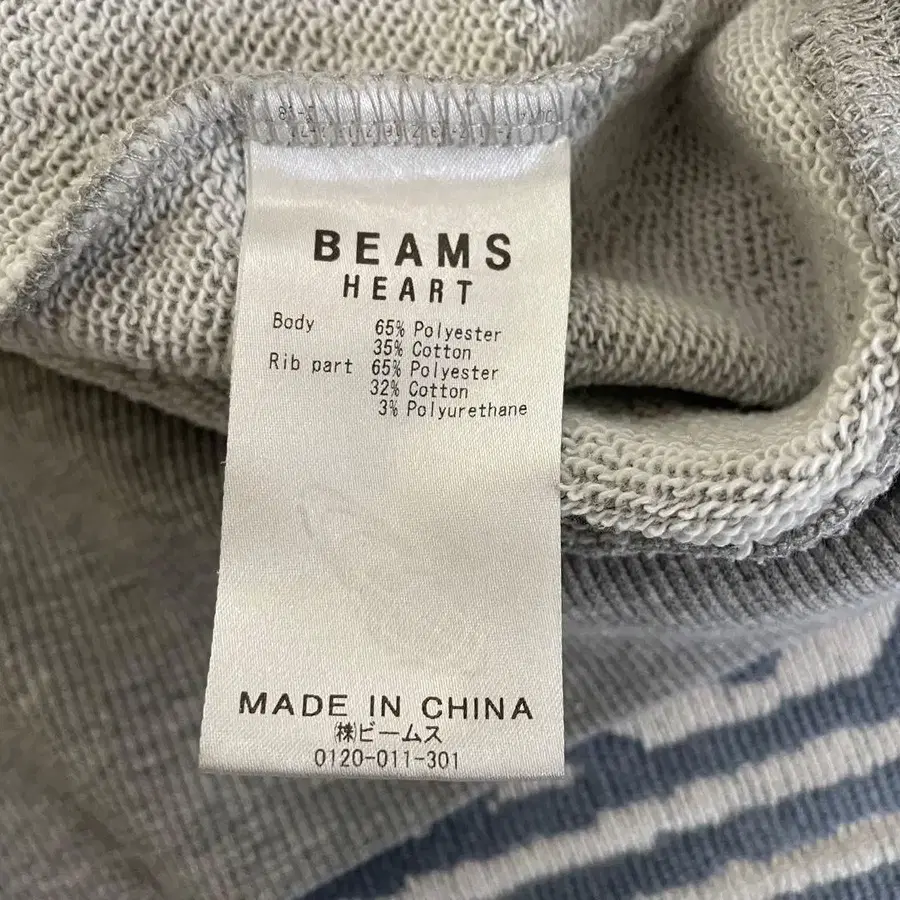 BEAMS
HEART
Body 65% Polyester
35% Cotton
Rib part 65% Polyester
32% Cotton
3% Polyurethane
MADE IN CHINA
㈱ビームス
0120-011-301